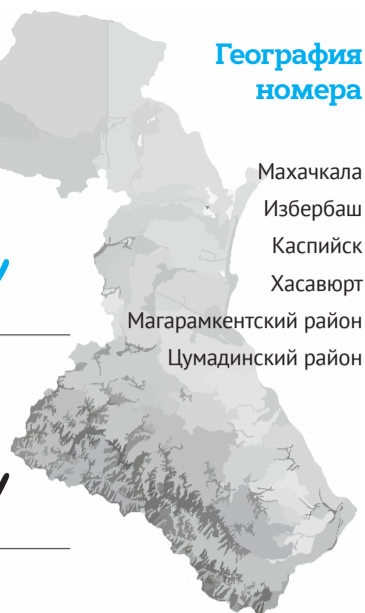 География
номера
Махачкала
Избербаш
Каспийск
Хасавюрт
Магарамкентский район
Цумадинский район